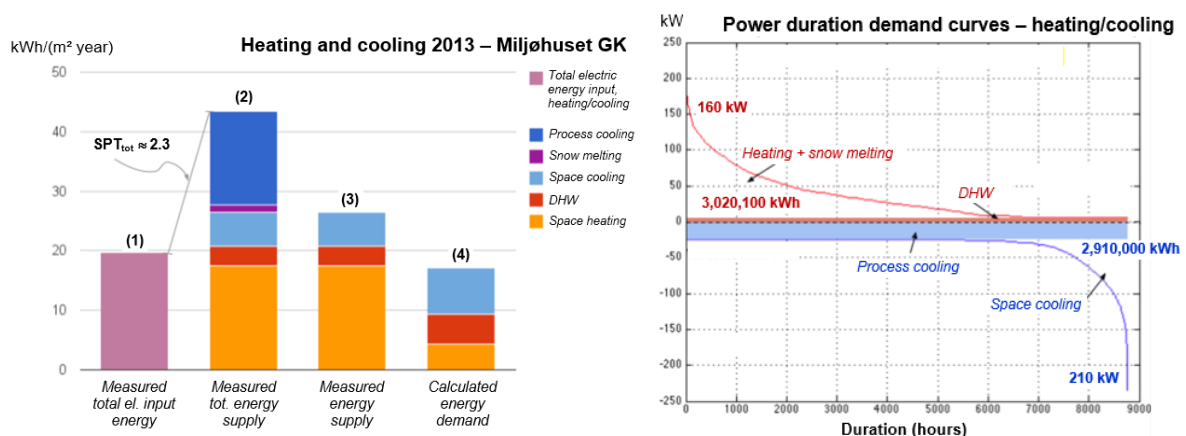 Heating and cooling 2013 – Miljøhuset GK
kWh/(m² year)
50
40
30
20
10
0
SPTtot ≈ 2.3
(1)
(2)
(3)
(4)
Total electric
energy input,
heating/cooling
Process cooling
Snow melting
Space cooling
DHW
Space heating
Measured
total el. input
energy
Measured
tot. energy
supply
Measured
energy
supply
Calculated
energy
demand
Power duration demand curves – heating/cooling
kW
250
200
150
100
50
0
-50
-100
-150
-200
-250
160 kW
Heating + snow melting
3,020,100 kWh
DHW
2,910,000 kWh
Process cooling
Space cooling
210 kW
0
1000
2000
3000
4000
5000
6000
7000
8000
9000
Duration (hours)